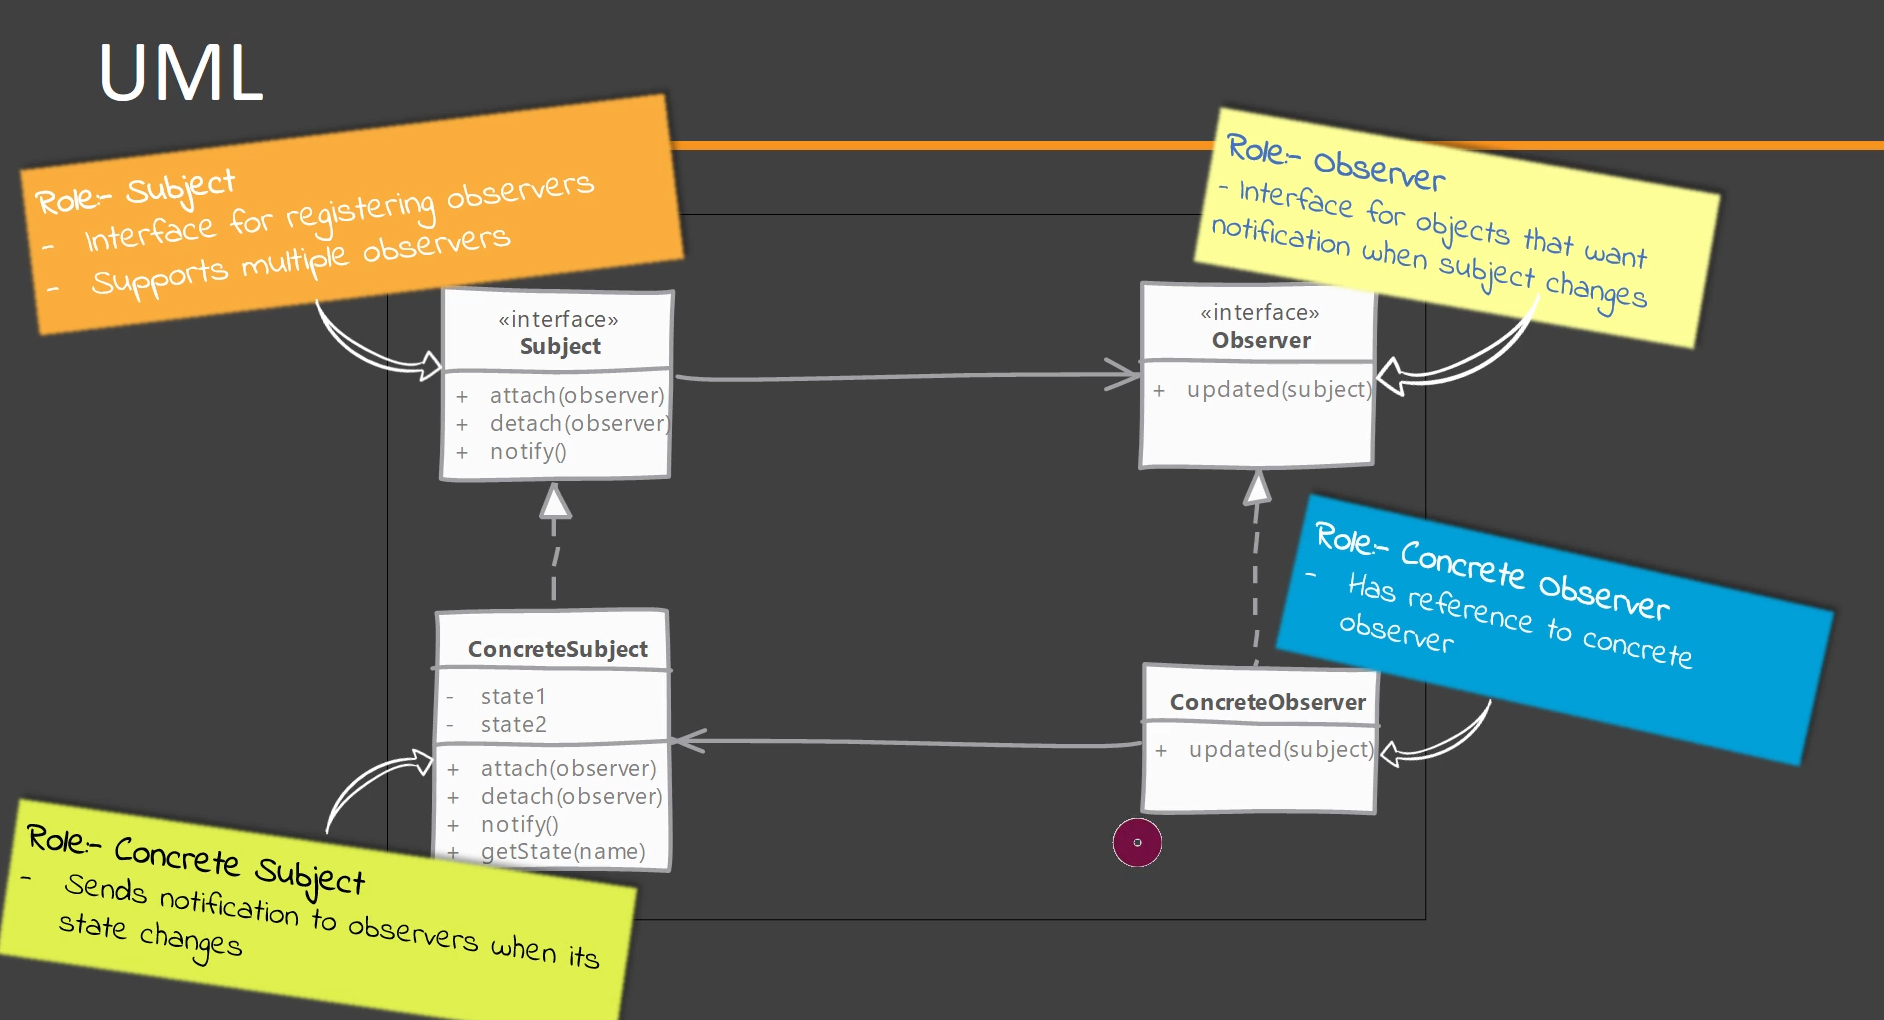 UML
Role:- Subject
- Interface for registering observers
- Supports multiple observers
Role:- Observer
- Interface for objects that want
notification when subject changes
«interface»
Subject
+ attach(observer)
+ detach(observer)
+ notify()
«interface»
Observer
+ updated(subject)
Role:- Concrete Observer
- Has reference to concrete
observer
ConcreteSubject
- state1
- state2
+ attach(observer)
+ detach(observer)
+ notify()
+ getState(name)
ConcreteObserver
+ updated(subject)
Role:- Concrete Subject
- Sends notification to observers when its
state changes